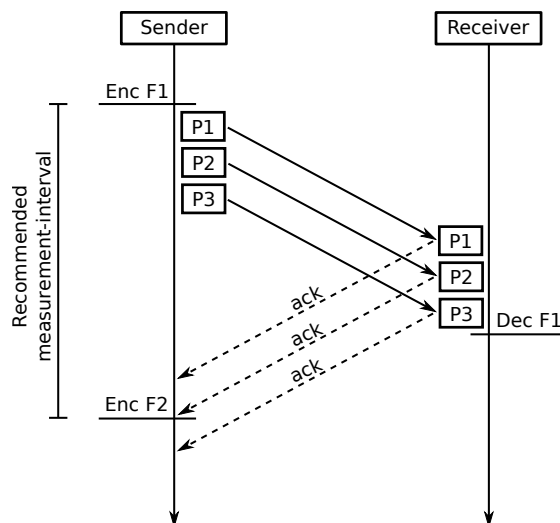 Sender
Receiver
Enc F1
P1
P2
P3
Recommended
measurement-interval
P1
P2
P3
ack
ack
ack
Dec F1
Enc F2